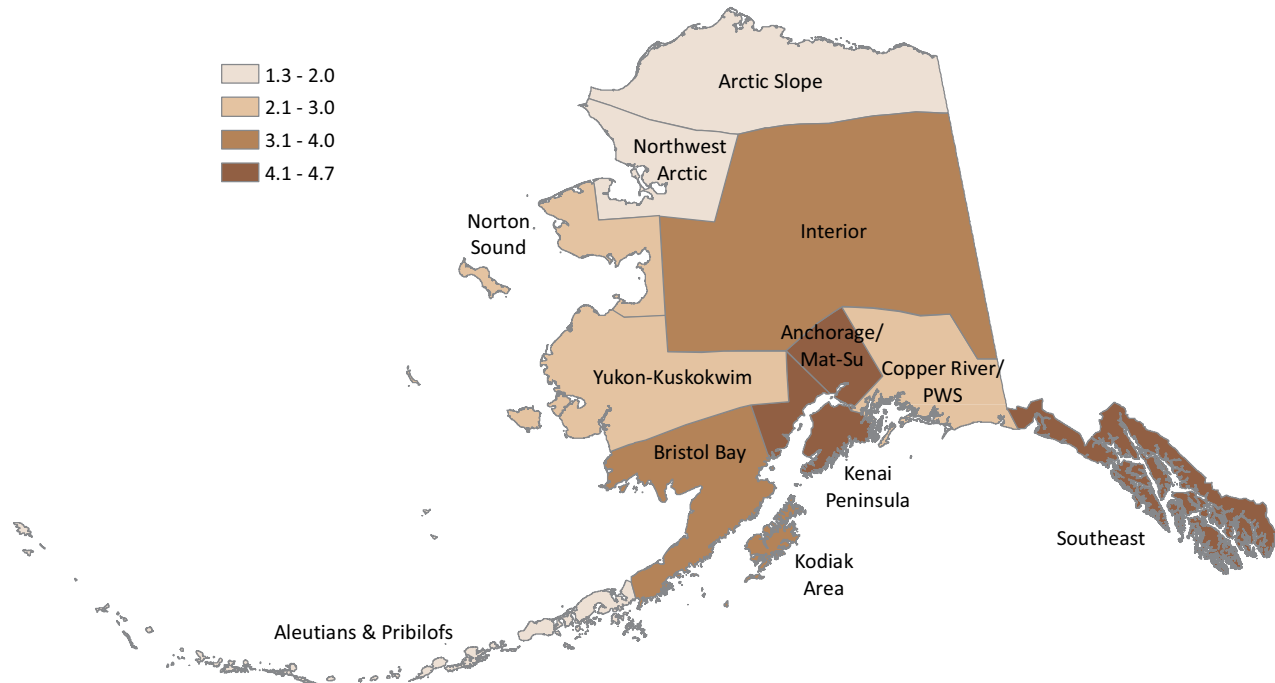 1.3 - 2.0
2.1 - 3.0
3.1 - 4.0
4.1 - 4.7
Arctic Slope
Northwest
Arctic
Norton
Sound
Interior
Anchorage/
Mat-Su
Copper River/
PWS
Yukon-Kuskokwim
Bristol Bay
Kenai
Peninsula
Southeast
Kodiak
Area
Aleutians & Pribilofs